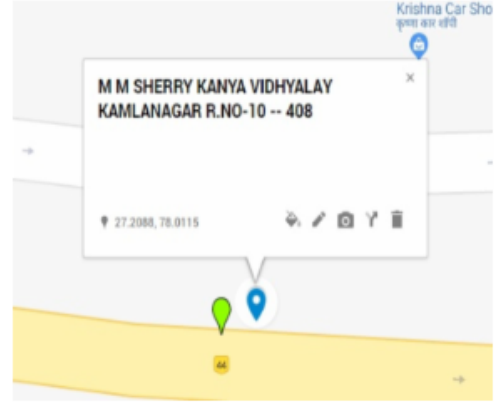 Krishna Car Sho
कृष्णा कार शॉपी
M M SHERRY KANYA VIDHYALAY
KAMLANAGAR R.NO-10 -- 408
27.2088, 78.0115
44